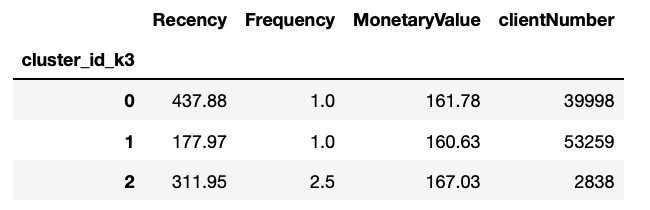 Recency Frequency MonetaryValue clientNumber
cluster_id_k3
0 437.88 1.0 161.78 39998
1 177.97 1.0 160.63 53259
2 311.95 2.5 167.03 2838